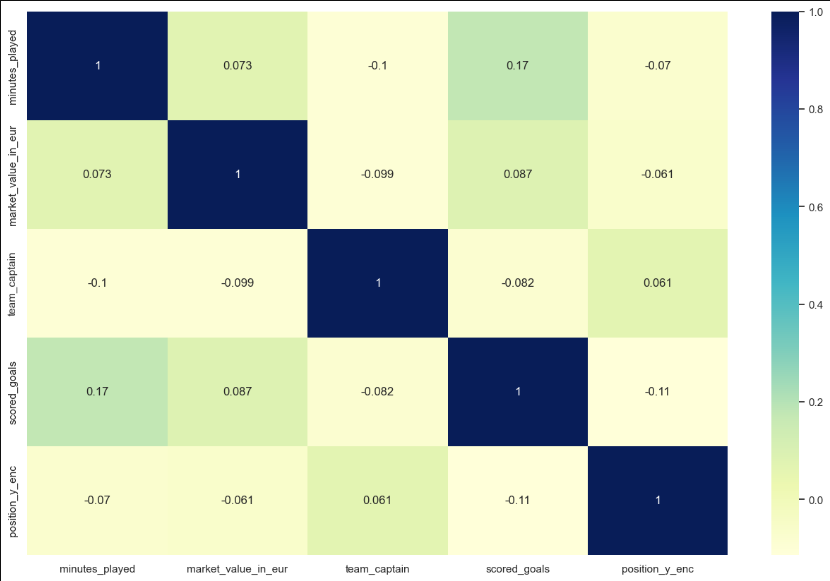 minutes_played 1 0.073 -0.1 0.17 -0.07
market_value_in_eur 0.073 1 -0.099 0.087 -0.061
team_captain -0.1 -0.099 1 -0.082 0.061
scored_goals 0.17 0.087 -0.082 1 -0.11
position_y_enc -0.07 -0.061 0.061 -0.11 1
minutes_played market_value_in_eur team_captain scored_goals position_y_enc
1.0
0.8
0.6
0.4
0.2
0.0